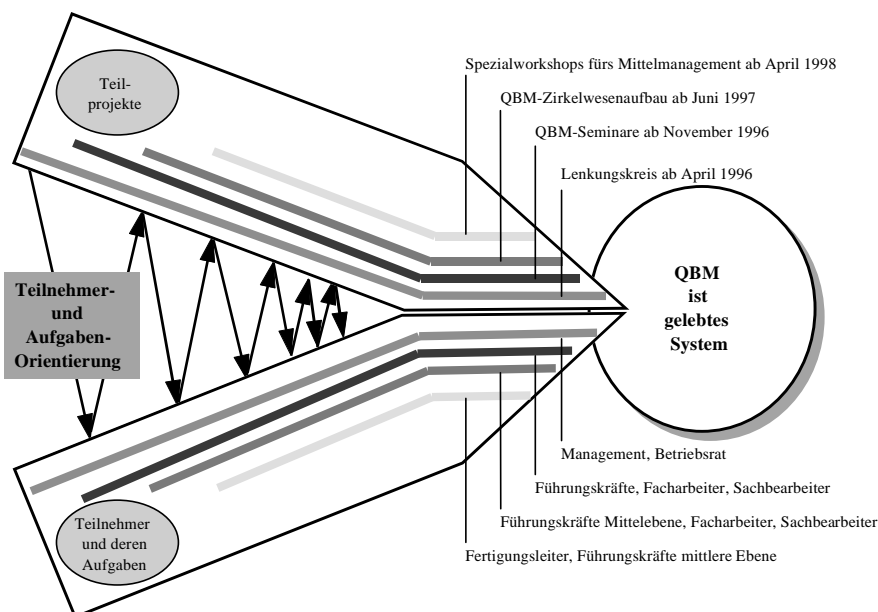 Spezialworkshops fürs Mittelmanagement ab April 1998
Teil-
projekte
QBM-Zirkelwesenaufbau ab Juni 1997
QBM-Seminare ab November 1996
Lenkungskreis ab April 1996
Teilnehmer-
und
Aufgaben-
Orientierung
QBM
ist
gelebtes
System
Management, Betriebsrat
Führungskräfte, Facharbeiter, Sachbearbeiter
Führungskräfte Mittelebene, Facharbeiter, Sachbearbeiter
Teilnehmer
und deren
Aufgaben
Fertigungsleiter, Führungskräfte mittlere Ebene